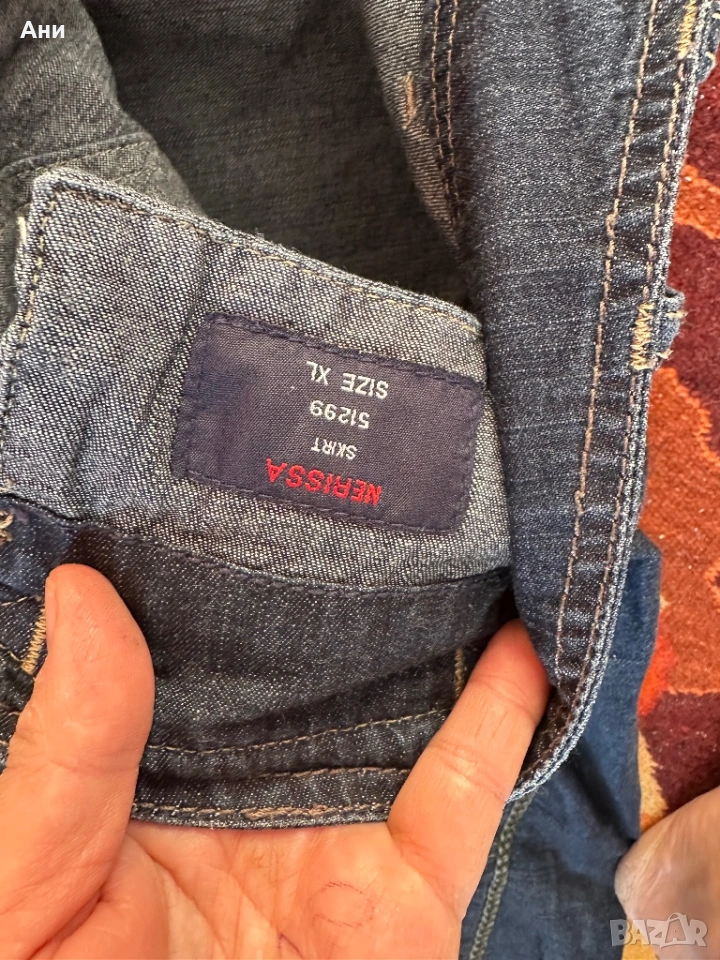 Ани
NERISSA
SKIRT
51299
SIZE XL
BAZAR